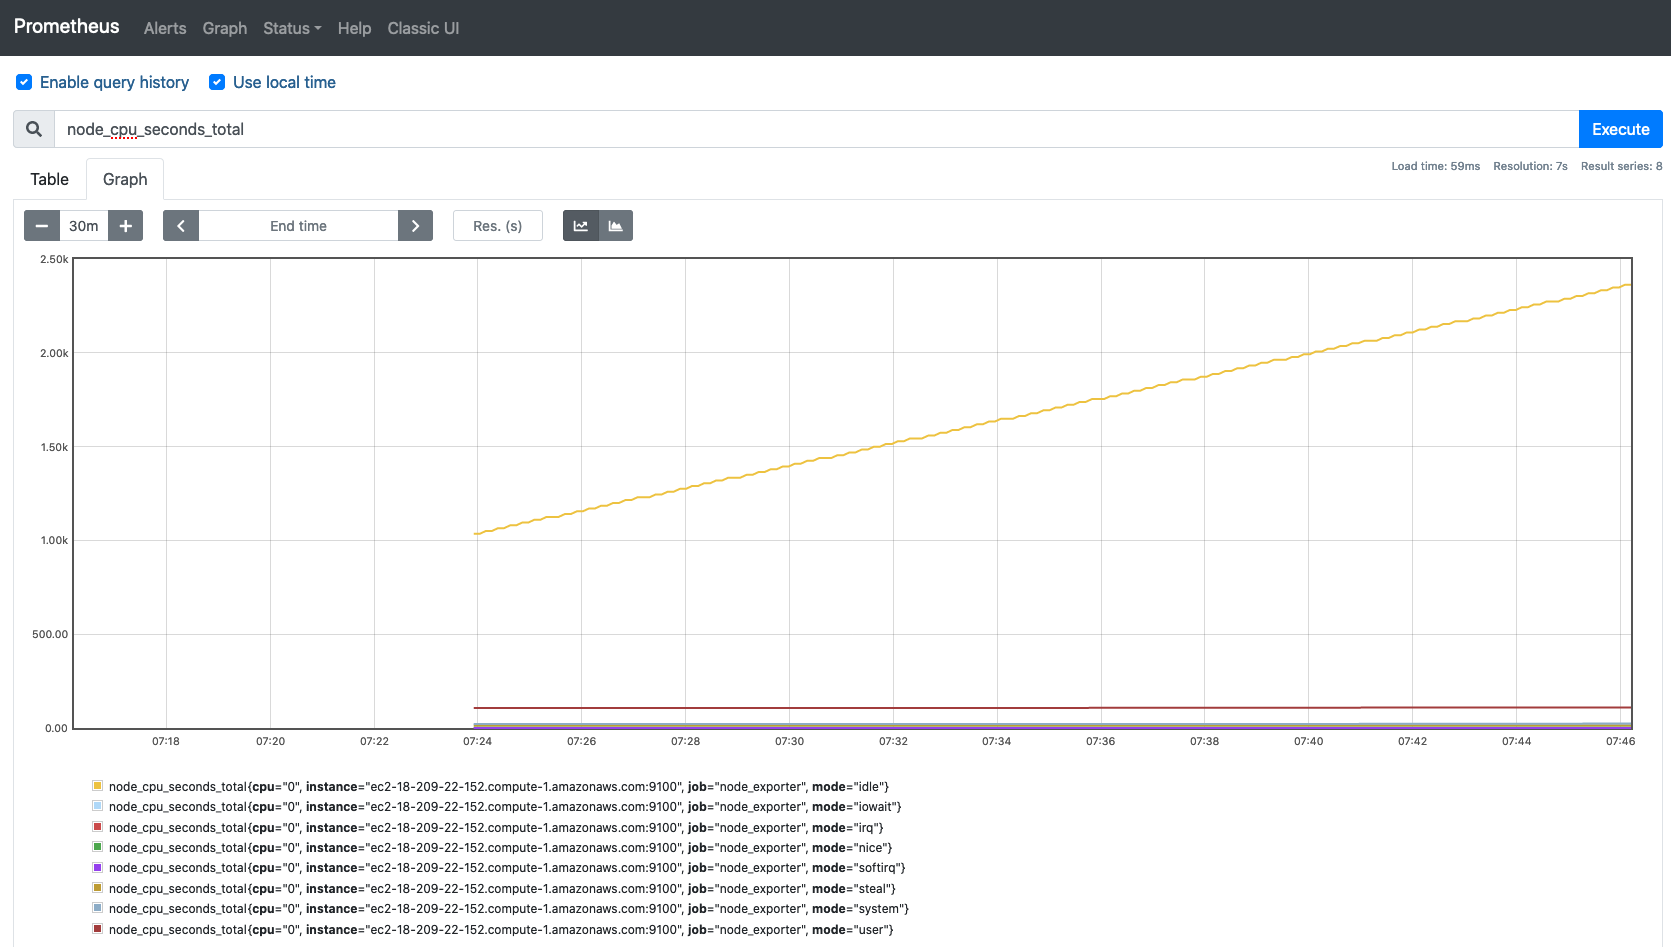 Prometheus Alerts Graph Status Help Classic UI
Enable query history Use local time
node_cpu_seconds_total Execute
Load time: 59ms Resolution: 7s Result series: 8
Table Graph
30m End time Res. (s)
2.50k
2.00k
1.50k
1.00k
500.00
0.00
07:18 07:20 07:22 07:24 07:26 07:28 07:30 07:32 07:34 07:36 07:38 07:40 07:42 07:44 07:46
node_cpu_seconds_total{cpu="0", instance="ec2-18-209-22-152.compute-1.amazonaws.com:9100", job="node_exporter", mode="idle"}
node_cpu_seconds_total{cpu="0", instance="ec2-18-209-22-152.compute-1.amazonaws.com:9100", job="node_exporter", mode="iowait"}
node_cpu_seconds_total{cpu="0", instance="ec2-18-209-22-152.compute-1.amazonaws.com:9100", job="node_exporter", mode="irq"}
node_cpu_seconds_total{cpu="0", instance="ec2-18-209-22-152.compute-1.amazonaws.com:9100", job="node_exporter", mode="nice"}
node_cpu_seconds_total{cpu="0", instance="ec2-18-209-22-152.compute-1.amazonaws.com:9100", job="node_exporter", mode="softirq"}
node_cpu_seconds_total{cpu="0", instance="ec2-18-209-22-152.compute-1.amazonaws.com:9100", job="node_exporter", mode="steal"}
node_cpu_seconds_total{cpu="0", instance="ec2-18-209-22-152.compute-1.amazonaws.com:9100", job="node_exporter", mode="system"}
node_cpu_seconds_total{cpu="0", instance="ec2-18-209-22-152.compute-1.amazonaws.com:9100", job="node_exporter", mode="user"}